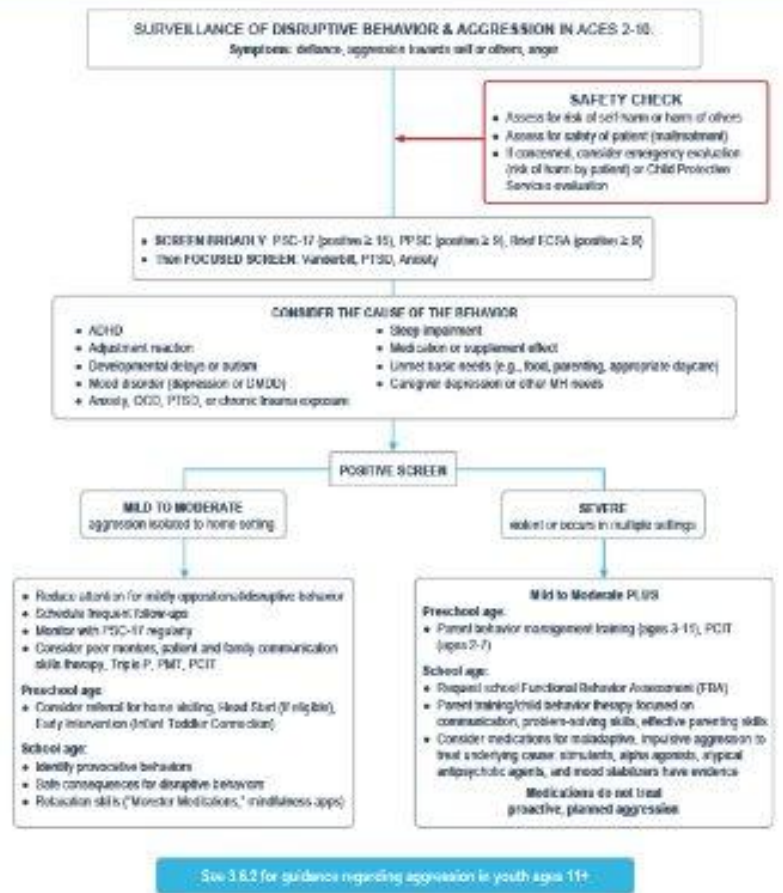 SURVEILLANCE OF DISRUPTIVE BEHAVIOR & AGGRESSION IN AGES 2-10:
Symptoms: defiance, aggression towards self or others, anger
SAFETY CHECK
• Assess for risk of self-harm or harm of others
• Assess for safety of patient (maltreatment)
• If concerned, consider emergency evaluation
(risk of harm by patient) or Child Protective
Services evaluation
• SCREEN BROADLY: PSC-17 (positive ≥ 15), PPSC (positive ≥ 9), Brief ECSA (positive ≥ 9)
• Then FOCUSED SCREEN: Vanderbilt, PTSD, Anxiety
CONSIDER THE CAUSE OF THE BEHAVIOR
• ADHD
• Adjustment reaction
• Developmental delays or autism
• Mood disorder (depression or DMDD)
• Anxiety, OCD, PTSD, or chronic trauma exposure
• Sleep impairment
• Medication or supplement effect
• Unmet basic needs (e.g., food, parenting, appropriate daycare)
• Caregiver depression or other MH needs
POSITIVE SCREEN
MILD TO MODERATE
aggression isolated to home setting
• Reduce attention for mildly oppositional/disruptive behavior
• Schedule frequent follow-ups
• Monitor with PSC-17 regularly
• Consider peer mentors, patient and family communication
skills therapy, Triple P, PMT, PCIT
Preschool age:
• Consider referral for home visiting, Head Start (if eligible),
Early Intervention (Infant Toddler Connection)
School age:
• Identify provocative behaviors
• Safe consequences for disruptive behaviors
• Relaxation skills ("Monster Meditations," mindfulness apps)
SEVERE
violent or occurs in multiple settings
Mild to Moderate PLUS
Preschool age:
• Parent behavior management training (ages 3-11), PCIT
(ages 2-7)
School age:
• Request school Functional Behavior Assessment (FBA)
• Parent training/child behavior therapy focused on
communication, problem-solving skills, effective parenting skills
• Consider medications for maladaptive, impulsive aggression to
treat underlying cause: stimulants, alpha agonists, atypical
antipsychotic agents, and mood stabilizers have evidence
Medications do not treat
proactive, planned aggression
See 3.6.2 for guidance regarding aggression in youth ages 11+